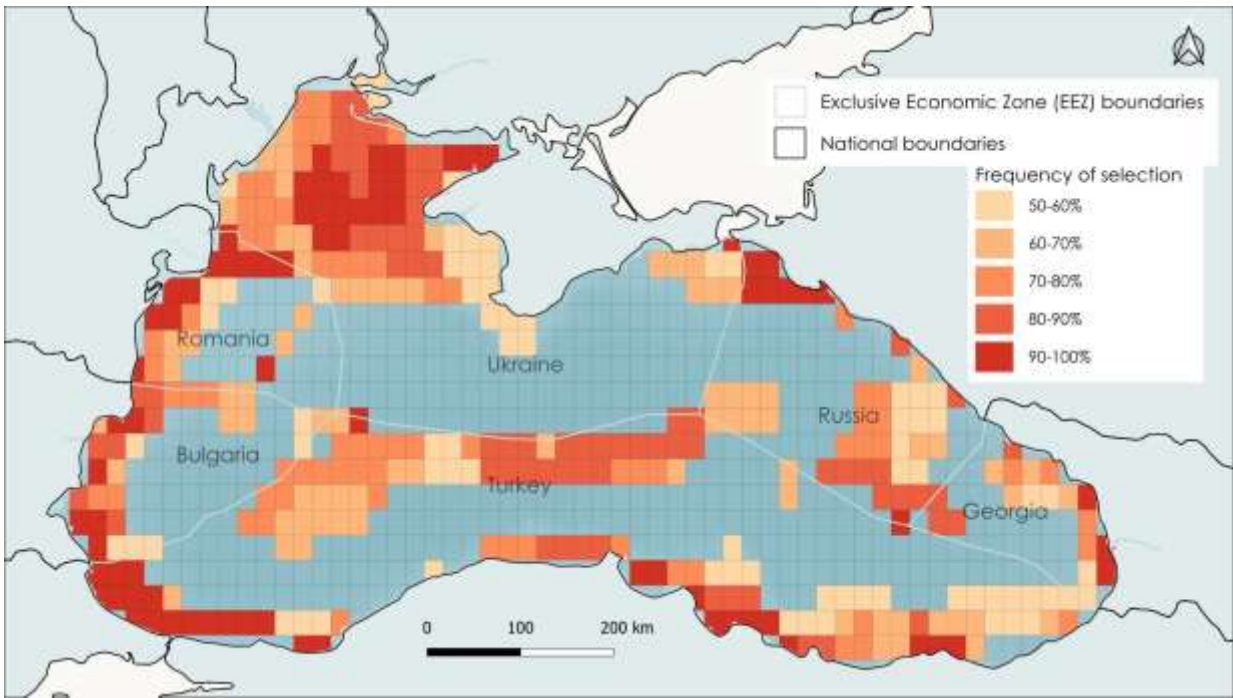 Exclusive Economic Zone (EEZ) boundaries
National boundaries
Frequency of selection
50-60%
60-70%
70-80%
80-90%
90-100%
Romania
Ukraine
Russia
Bulgaria
Turkey
Georgia
0 100 200 km